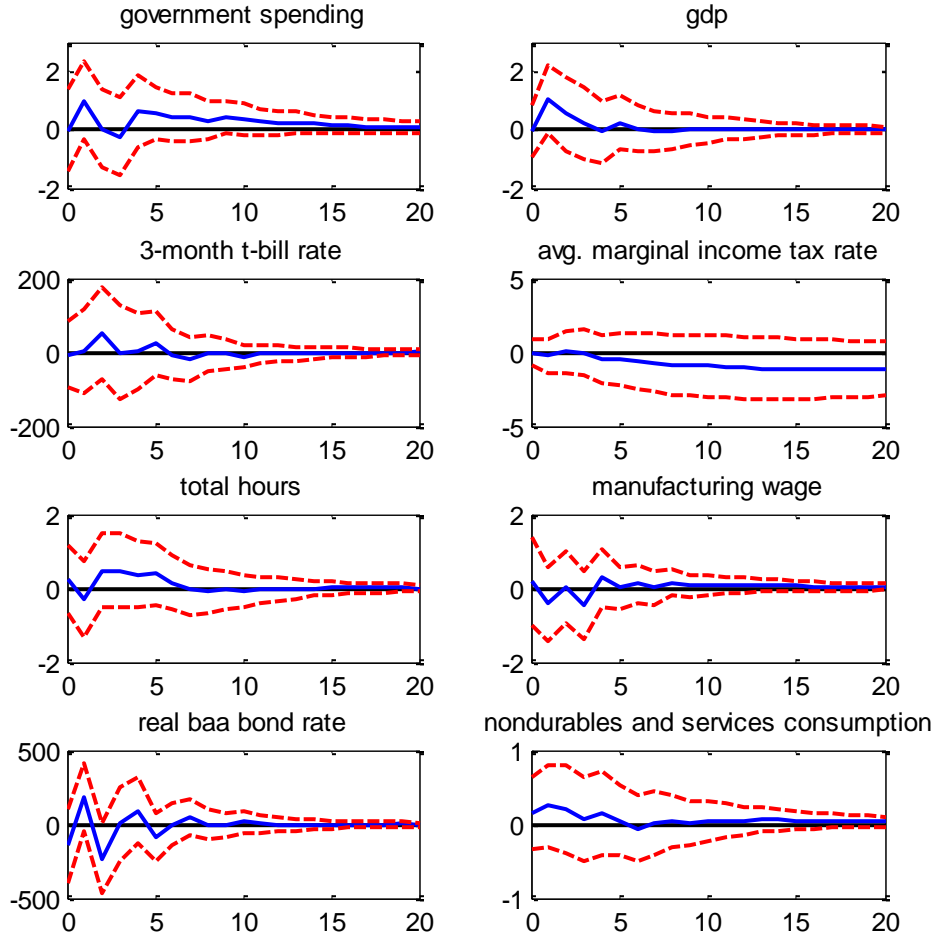 government spending
2
0
-2
0 5 10 15 20
gdp
2
0
-2
0 5 10 15 20
3-month t-bill rate
200
0
-200
0 5 10 15 20
avg. marginal income tax rate
5
0
-5
0 5 10 15 20
total hours
2
0
-2
0 5 10 15 20
manufacturing wage
2
0
-2
0 5 10 15 20
real baa bond rate
500
0
-500
0 5 10 15 20
nondurables and services consumption
1
0
-1
0 5 10 15 20